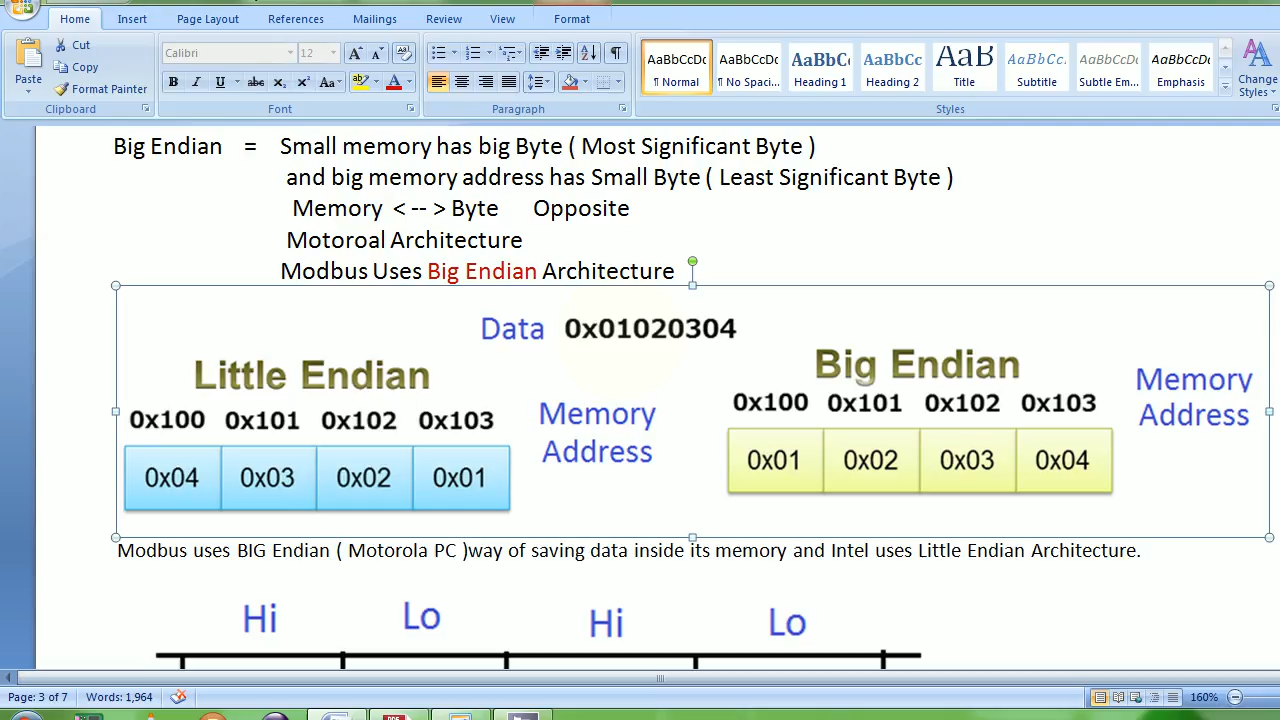 Home Insert Page Layout References Mailings Review View Format
Paste
Cut
Copy
Format Painter
Clipboard
Calibri 12
B I U abc X₂ X² Aa
ab A
Font
Paragraph
AaBbCcDc AaBbCcDc AaBbCc AaBbCc AaB AaBbCc. AaBbCcDc AaBbCcDc
¶ Normal ¶ No Spaci... Heading 1 Heading 2 Title Subtitle Subtle Em... Emphasis
Change
Styles
Styles
Big Endian = Small memory has big Byte ( Most Significant Byte )
and big memory address has Small Byte ( Least Significant Byte )
Memory < -- > Byte Opposite
Motoroal Architecture
Modbus Uses Big Endian Architecture
Data 0x01020304
Little Endian
0x100 0x101 0x102 0x103
0x04 0x03 0x02 0x01
Memory
Address
Big Endian
0x100 0x101 0x102 0x103
0x01 0x02 0x03 0x04
Memory
Address
Modbus uses BIG Endian ( Motorola PC )way of saving data inside its memory and Intel uses Little Endian Architecture.
Hi Lo Hi Lo
Page: 3 of 7 Words: 1,964 160%